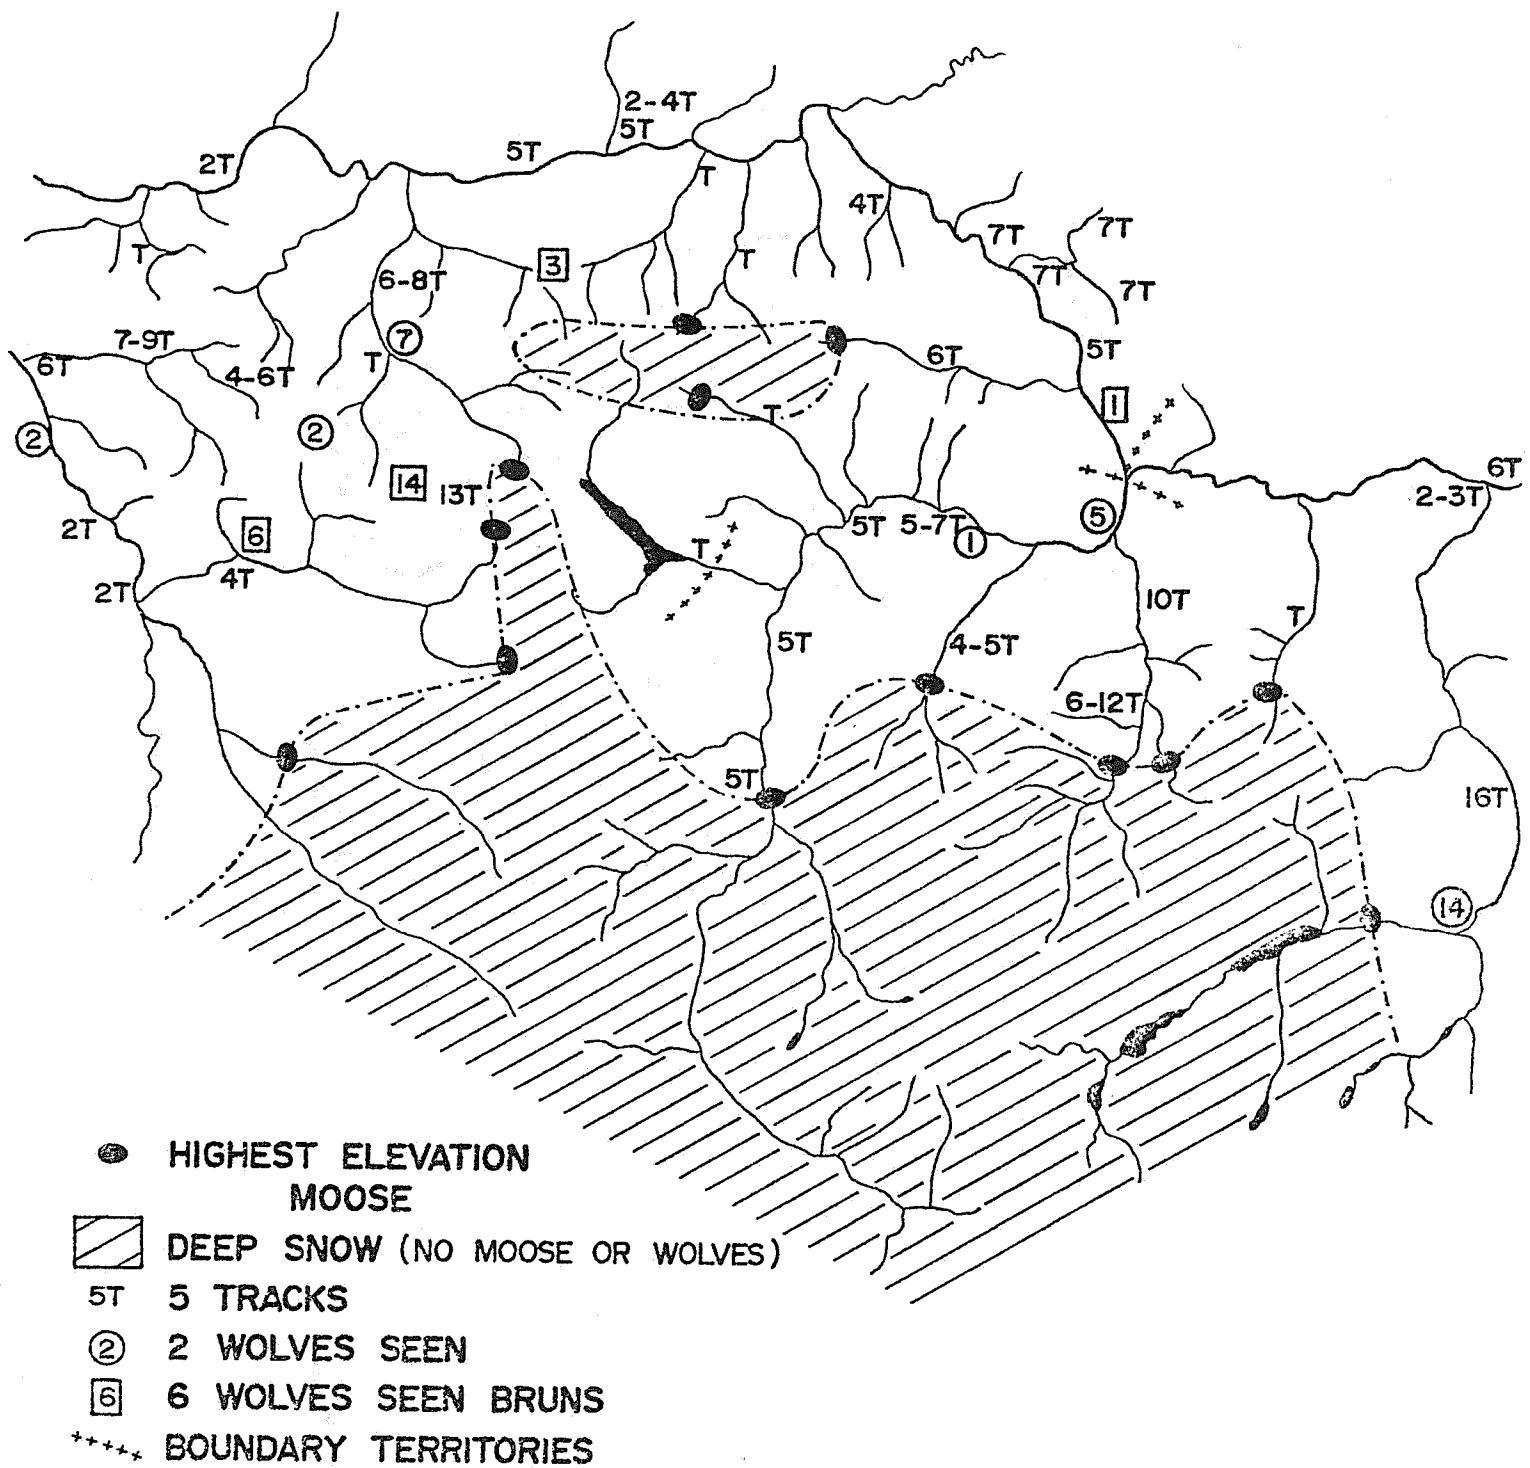 2-4T
5T
5T
2T
T
4T
7T
7T
T
T
3
7T
6-8T
7T
7
7-9T
5T
6T
T
6T
4-6T
1
T
2
2
14
13T
6T
2-3T
2T
6
5T
5-7T
1
5
T
4T
2T
10T
T
5T
4-5T
6-12T
5T
16T
14
HIGHEST ELEVATION
MOOSE
DEEP SNOW (NO MOOSE OR WOLVES)
5T 5 TRACKS
2 2 WOLVES SEEN
6 6 WOLVES SEEN BRUNS
BOUNDARY TERRITORIES